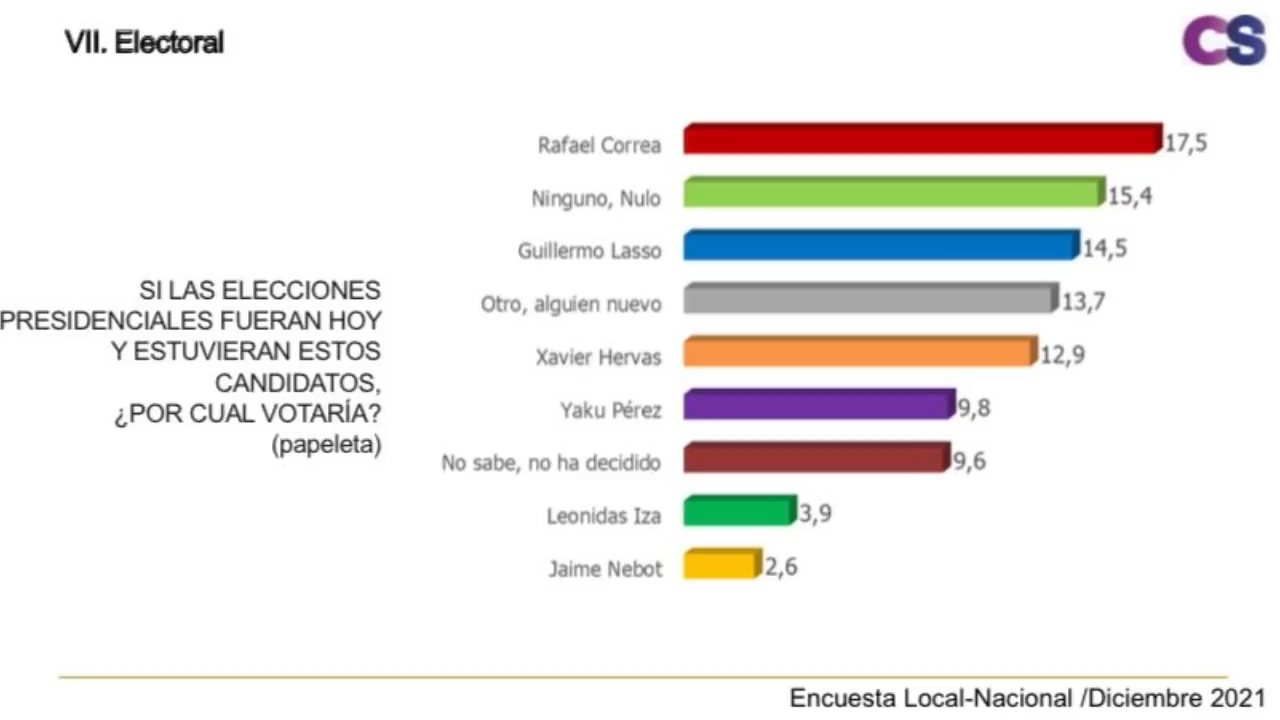 VII. Electoral
CS
Rafael Correa 17,5
Ninguno, Nulo 15,4
Guillermo Lasso 14,5
Otro, alguien nuevo 13,7
Xavier Hervas 12,9
Yaku Pérez 9,8
No sabe, no ha decidido 9,6
Leonidas Iza 3,9
Jaime Nebot 2,6
SI LAS ELECCIONES
PRESIDENCIALES FUERAN HOY
Y ESTUVIERAN ESTOS
CANDIDATOS,
¿POR CUAL VOTARÍA?
(papeleta)
Encuesta Local-Nacional /Diciembre 2021